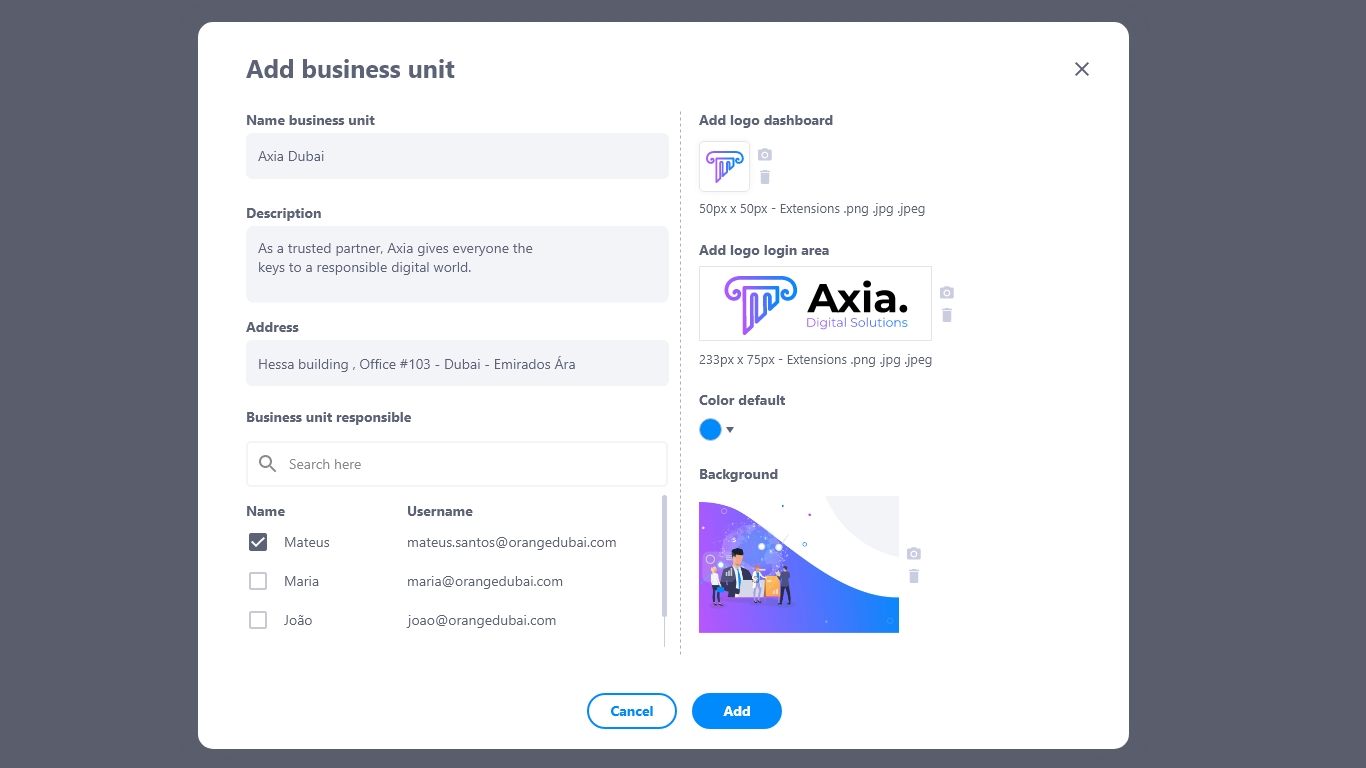 Add business unit
Name business unit
Axia Dubai
Description
As a trusted partner, Axia gives everyone the
keys to a responsible digital world.
Address
Hessa building , Office #103 - Dubai - Emirados Ára
Business unit responsible
Search here
Name Username
Mateus mateus.santos@orangedubai.com
Maria maria@orangedubai.com
João joao@orangedubai.com
Add logo dashboard
50px x 50px - Extensions .png .jpg .jpeg
Add logo login area
Axia.
Digital Solutions
233px x 75px - Extensions .png .jpg .jpeg
Color default
Background
Cancel Add